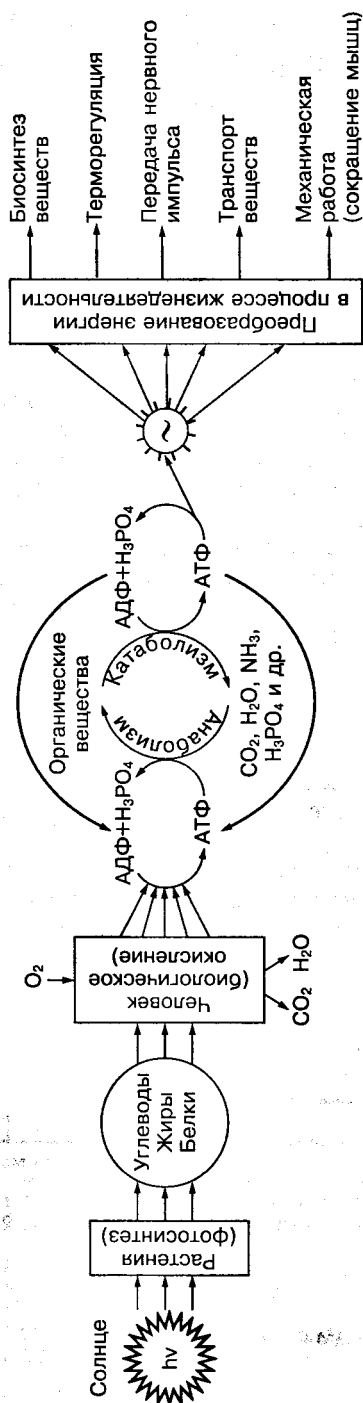 Солнце
hν
Растения
(фотосинтез)
Углеводы
Жиры
Белки
O₂
Человек
(биологическое
окисление)
CO₂
H₂O
АДФ+H₃PO₄
АТФ
Органические
вещества
Анаболизм
Катаболизм
CO₂, H₂O, NH₃,
H₃PO₄ и др.
АДФ+H₃PO₄
АТФ
~
Преобразование энергии
в процессе жизнедеятельности
Биосинтез
веществ
Терморегуляция
Передача нервного
импульса
Транспорт
веществ
Механическая
работа
(сокращение мышц)